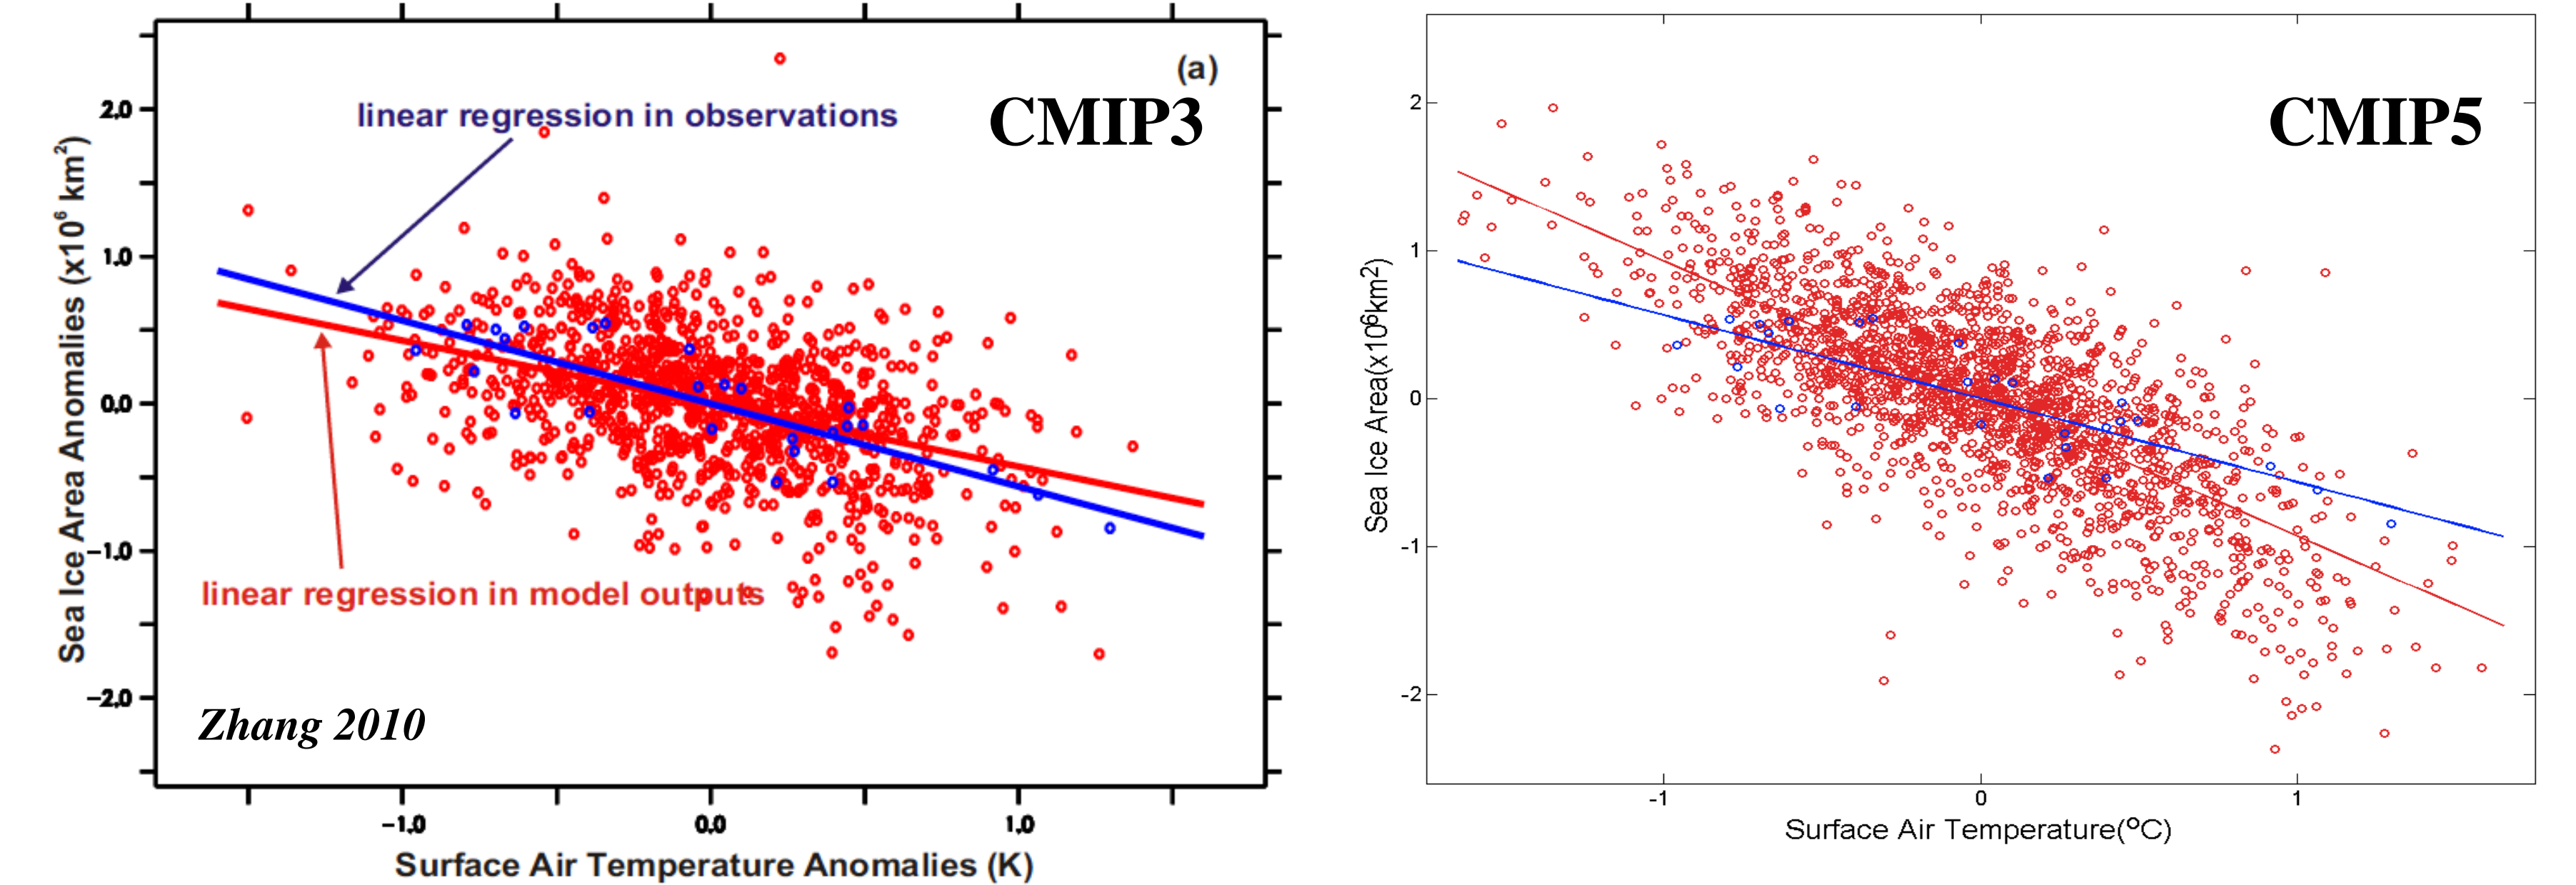 (a)
CMIP3
linear regression in observations
2.0
1.0
0.0
−1.0
−2.0
Sea Ice Area Anomalies (x10⁶ km²)
linear regression in model outputs
Zhang 2010
−1.0 0.0 1.0
Surface Air Temperature Anomalies (K)
CMIP5
2
1
0
-1
-2
Sea Ice Area(x10⁶km²)
-1 0 1
Surface Air Temperature(°C)